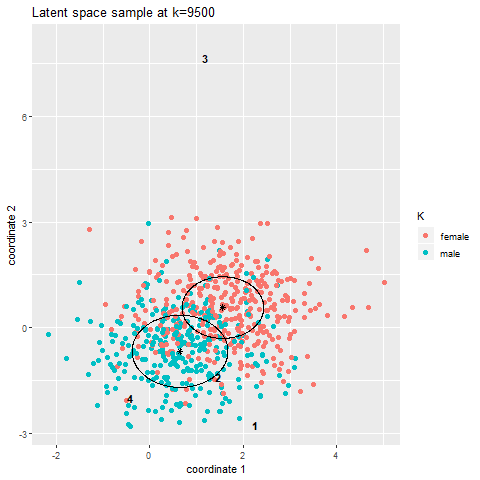 Latent space sample at k=9500
3
6
3
0
-3
2
4
1
-2
0
2
4
coordinate 1
coordinate 2
K
female
male